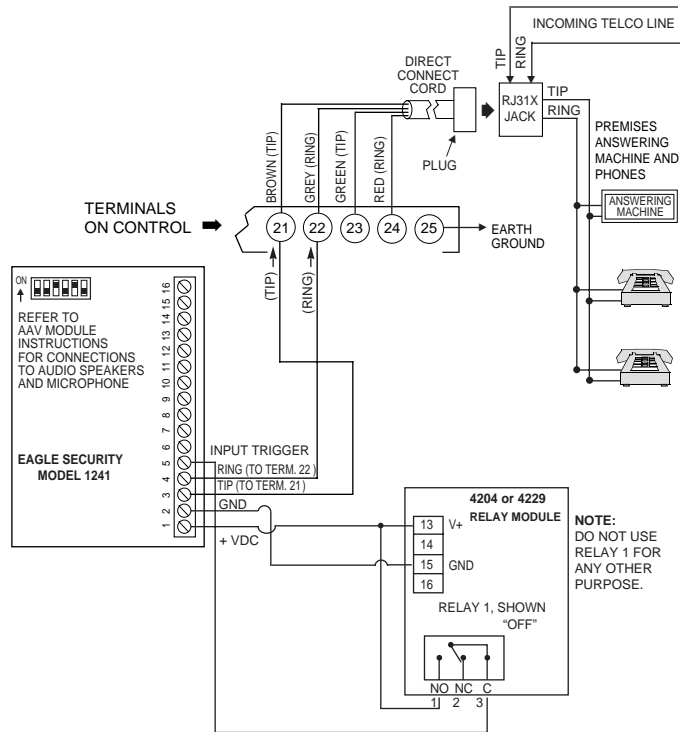 INCOMING TELCO LINE
TIP
RING
DIRECT
CONNECT
CORD
RJ31X
JACK
TIP
RING
PLUG
PREMISES
ANSWERING
MACHINE AND
PHONES
ANSWERING
MACHINE
BROWN (TIP)
GREY (RING)
GREEN (TIP)
RED (RING)
TERMINALS
ON CONTROL
21
22
23
24
25
EARTH
GROUND
(TIP)
(RING)
ON
REFER TO
AAV MODULE
INSTRUCTIONS
FOR CONNECTIONS
TO AUDIO SPEAKERS
AND MICROPHONE
EAGLE SECURITY
MODEL 1241
16
15
14
13
12
11
10
9
8
7
6
5
4
3
2
1
INPUT TRIGGER
RING (TO TERM. 22 )
TIP (TO TERM. 21)
GND
+ VDC
4204 or 4229
RELAY MODULE
13 V+
14
15 GND
16
RELAY 1, SHOWN
“OFF”
NO NC C
1 2 3
NOTE:
DO NOT USE
RELAY 1 FOR
ANY OTHER
PURPOSE.